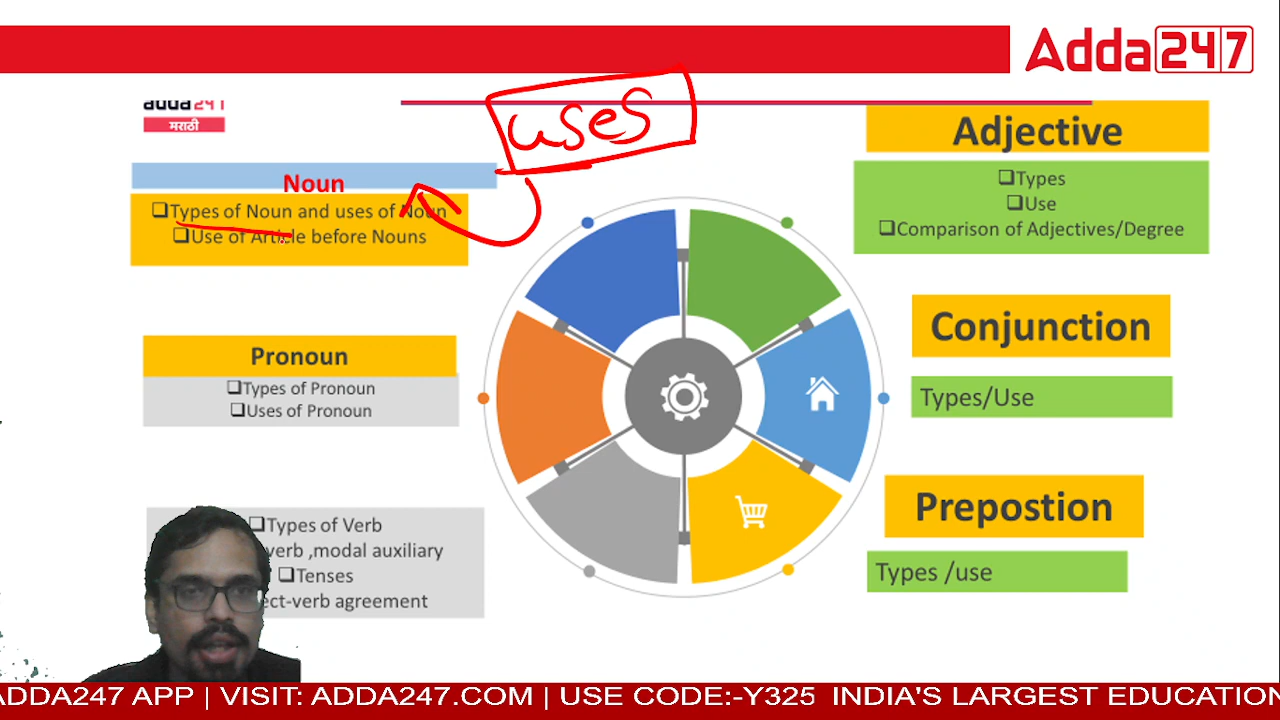 Adda247
adda247
मराठी
uses
Noun
❑Types of Noun and uses of Noun
❑Use of Article before Nouns
Pronoun
❑Types of Pronoun
❑Uses of Pronoun
❑Types of Verb
verb ,modal auxiliary
❑Tenses
ect-verb agreement
Adjective
❑Types
❑Use
❑Comparison of Adjectives/Degree
Conjunction
Types/Use
Prepostion
Types /use
ADDA247 APP | VISIT: ADDA247.COM | USE CODE:-Y325 INDIA'S LARGEST EDUCATION